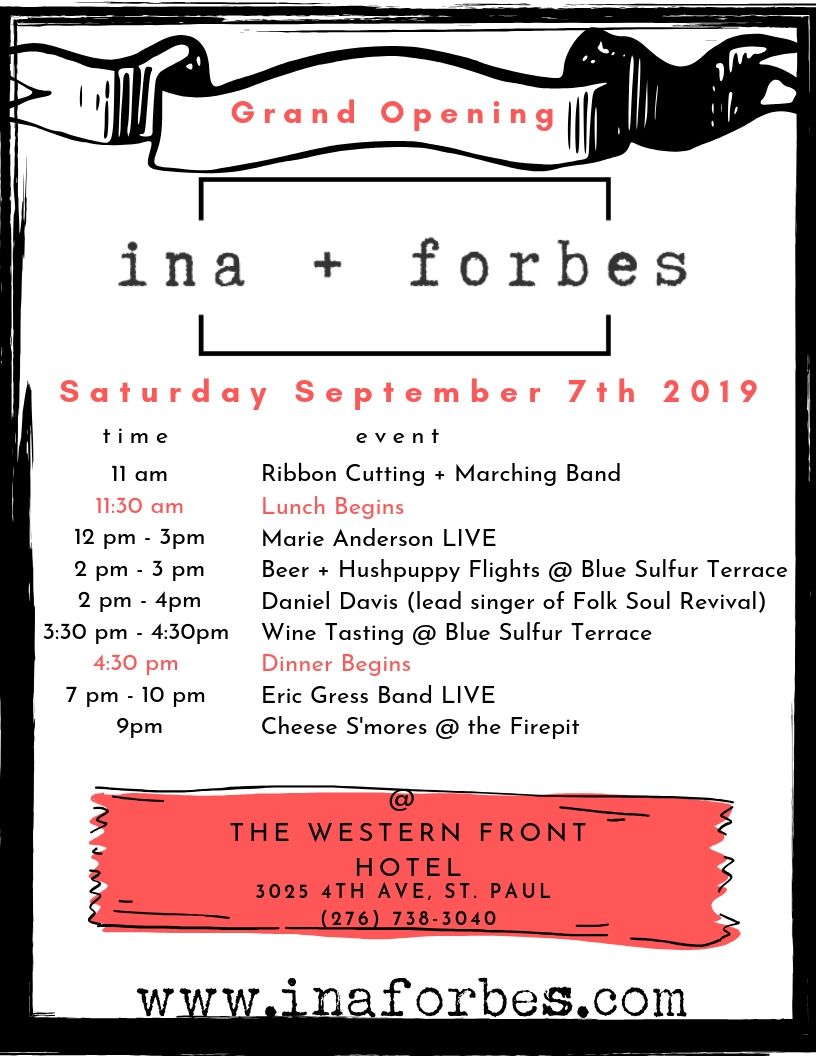 Grand Opening
ina + forbes
Saturday September 7th 2019
time event
11 am Ribbon Cutting + Marching Band
11:30 am Lunch Begins
12 pm - 3pm Marie Anderson LIVE
2 pm - 3 pm Beer + Hushpuppy Flights @ Blue Sulfur Terrace
2 pm - 4pm Daniel Davis (lead singer of Folk Soul Revival)
3:30 pm - 4:30pm Wine Tasting @ Blue Sulfur Terrace
4:30 pm Dinner Begins
7 pm - 10 pm Eric Gress Band LIVE
9pm Cheese S'mores @ the Firepit
@
THE WESTERN FRONT
HOTEL
3025 4TH AVE, ST. PAUL
(276) 738-3040
www.inaforbes.com